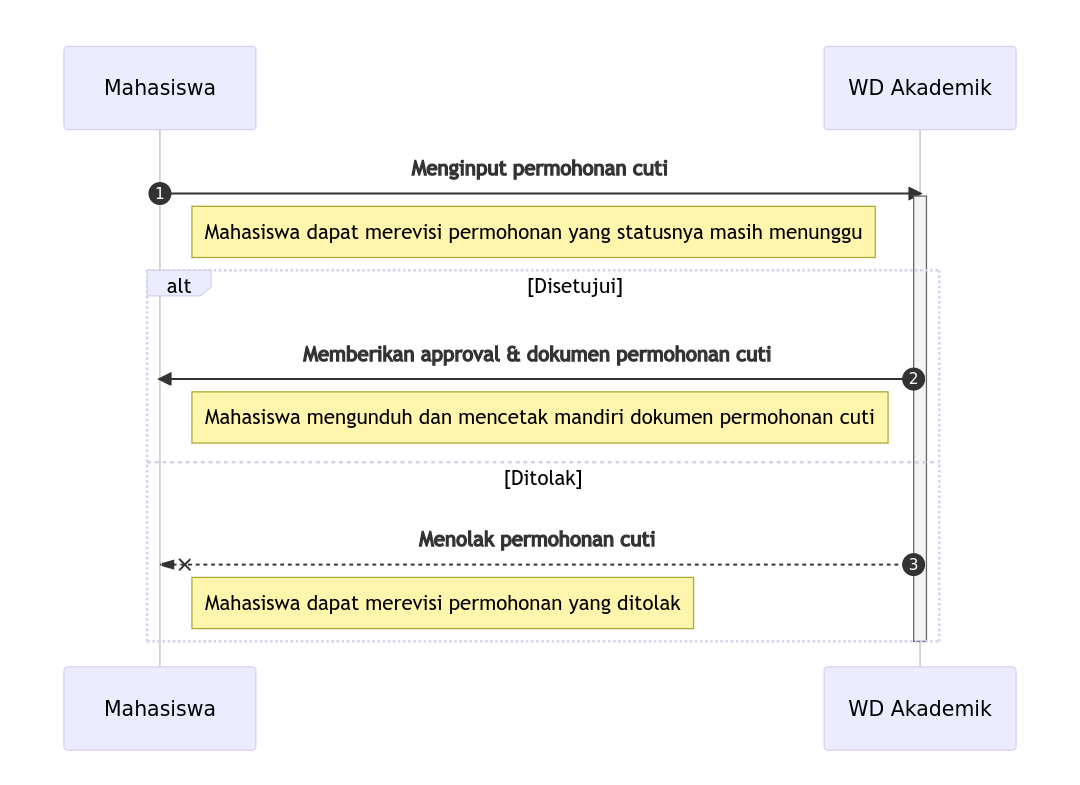 Mahasiswa
WD Akademik
Menginput permohonan cuti
1
Mahasiswa dapat merevisi permohonan yang statusnya masih menunggu
alt
[Disetujui]
Memberikan approval & dokumen permohonan cuti
2
Mahasiswa mengunduh dan mencetak mandiri dokumen permohonan cuti
[Ditolak]
Menolak permohonan cuti
3
Mahasiswa dapat merevisi permohonan yang ditolak
Mahasiswa
WD Akademik